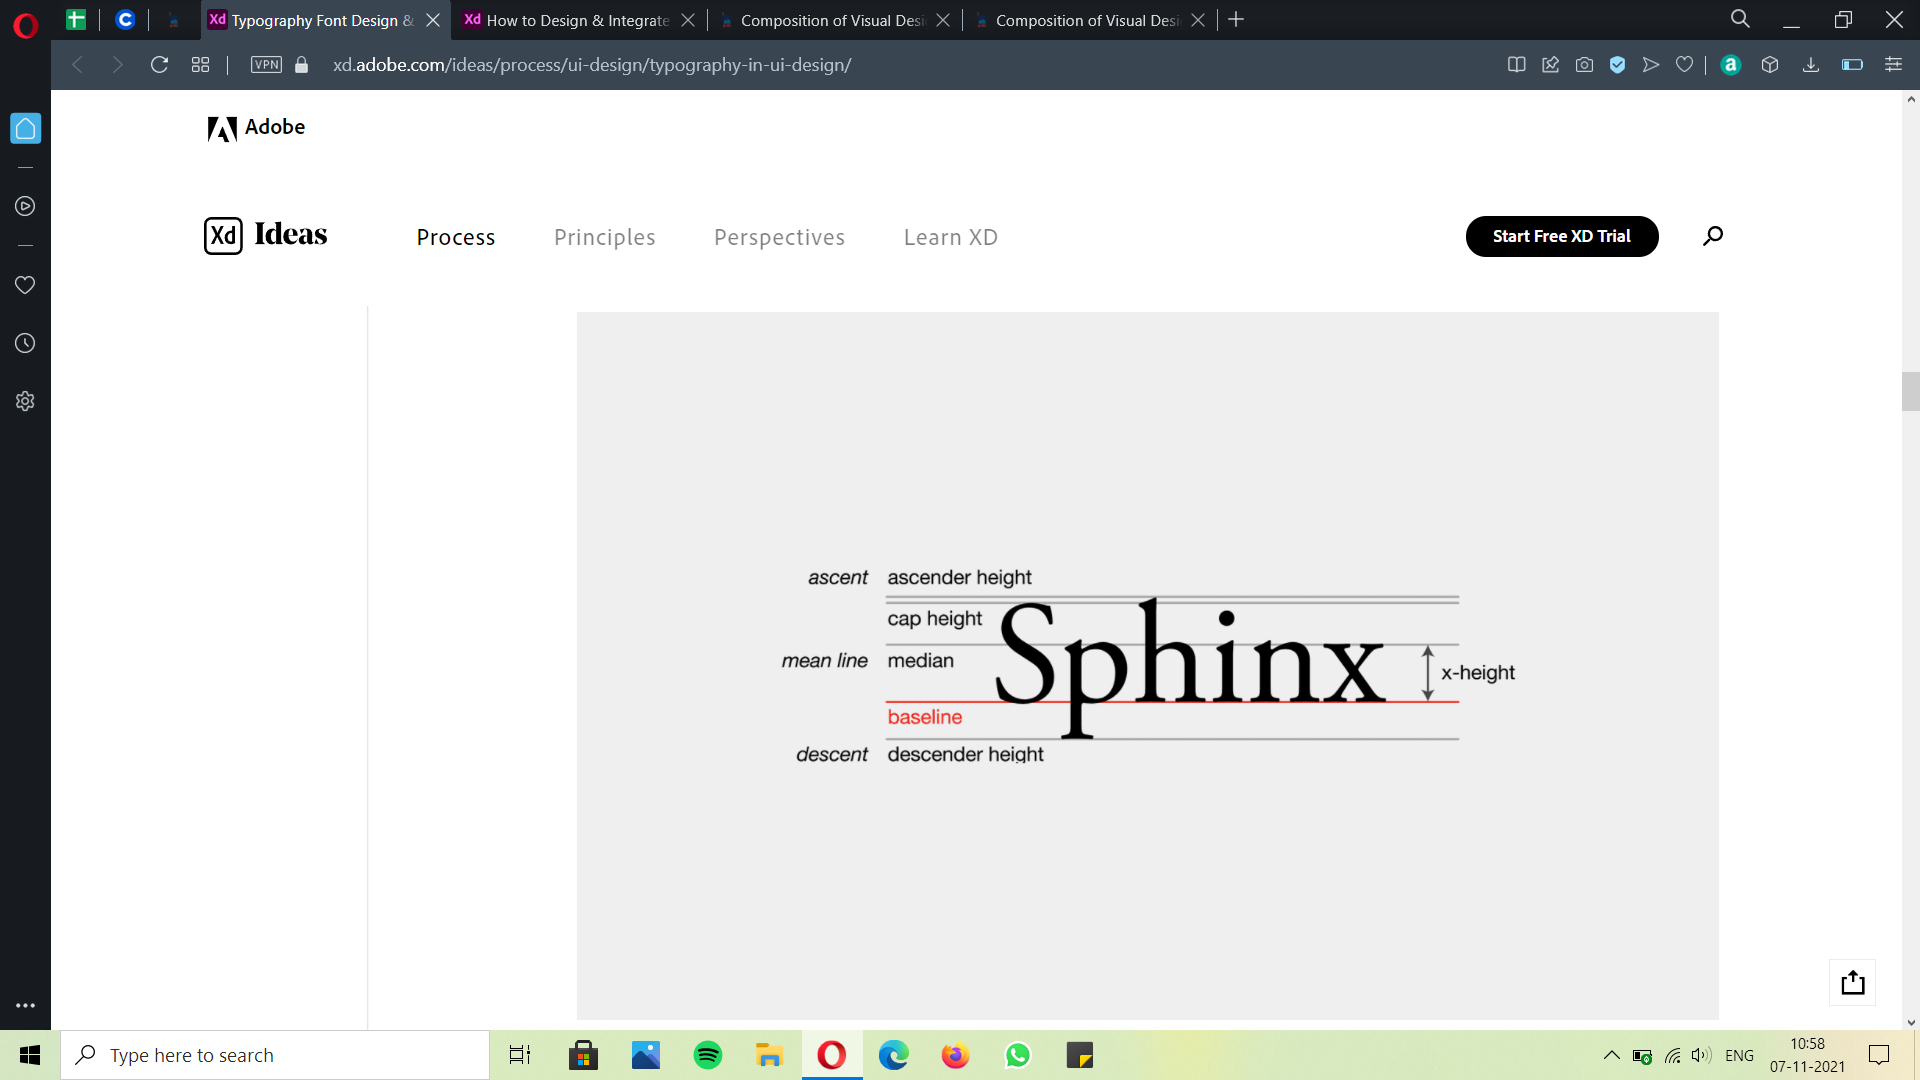 Xd Typography Font Design &
Xd How to Design & Integrate
Composition of Visual Desi
Composition of Visual Desi
VPN xd.adobe.com/ideas/process/ui-design/typography-in-ui-design/
a
Adobe
Xd Ideas Process Principles Perspectives Learn XD Start Free XD Trial
ascent ascender height
cap height
Sphinx
mean line median
x-height
baseline
descent descender height
Type here to search
ENG
10:58
07-11-2021